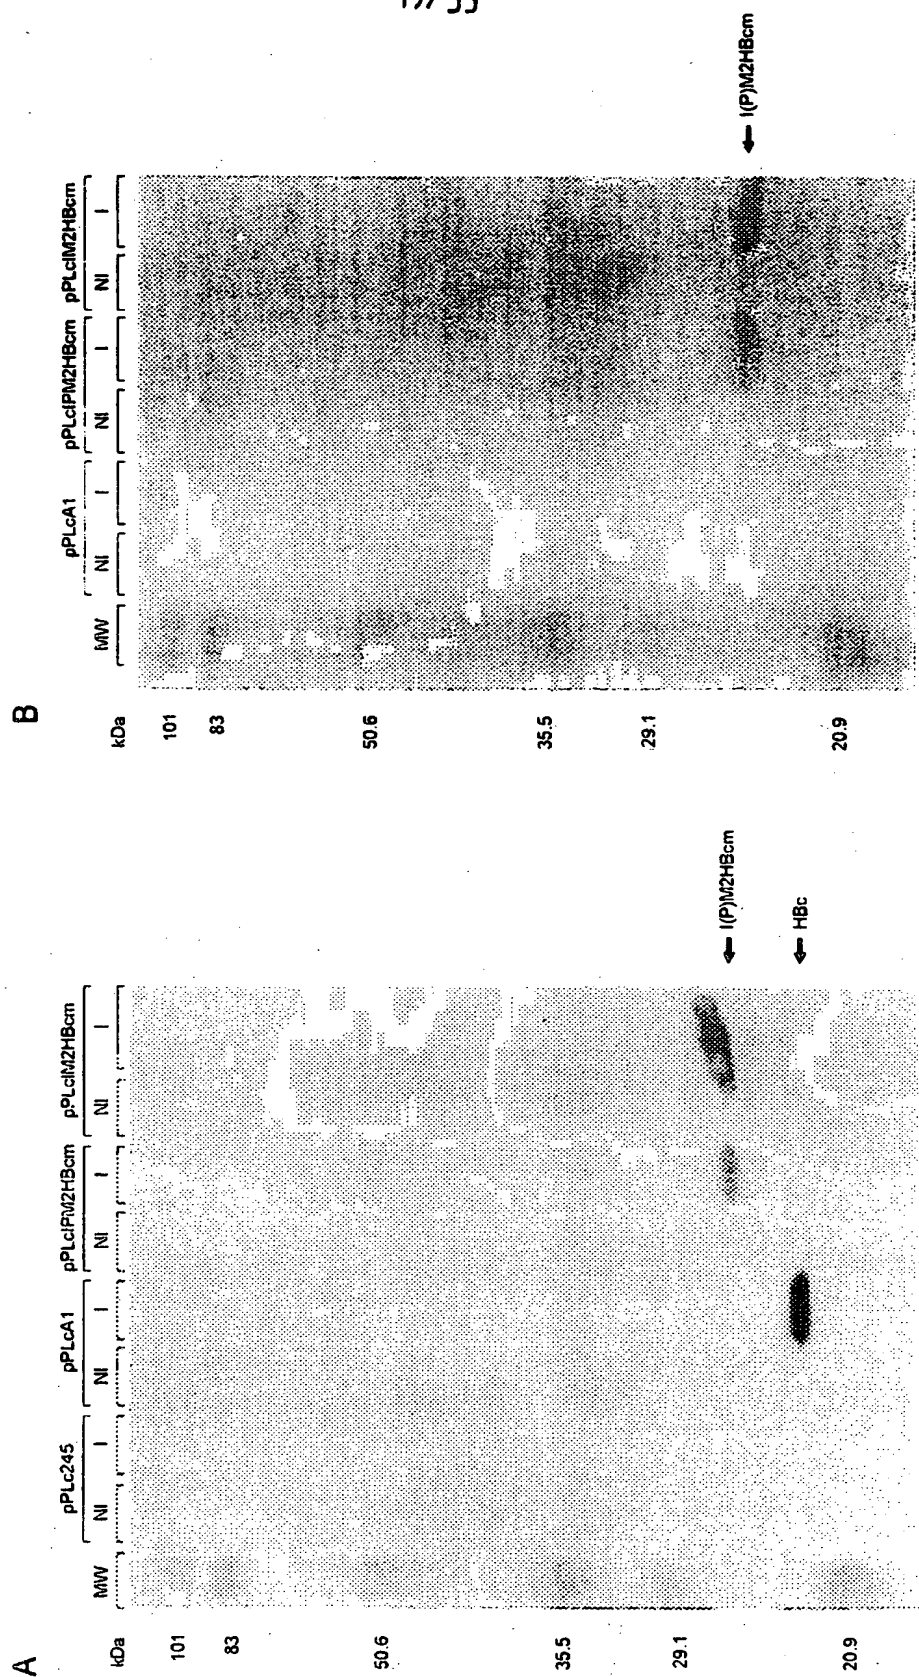 A
pPLc245 pPLcA1 pPLcIPM2HBcm pPLcIM2HBcm
kDa MW NI I NI I NI I NI I
101
83
50.6
35.5
29.1
20.9
I(P)M2HBcm
HBc
B
pPLcA1 pPLcIPM2HBcm pPLcIM2HBcm
kDa MW NI I NI I NI I
101
83
50.6
35.5
29.1
20.9
I(P)M2HBcm